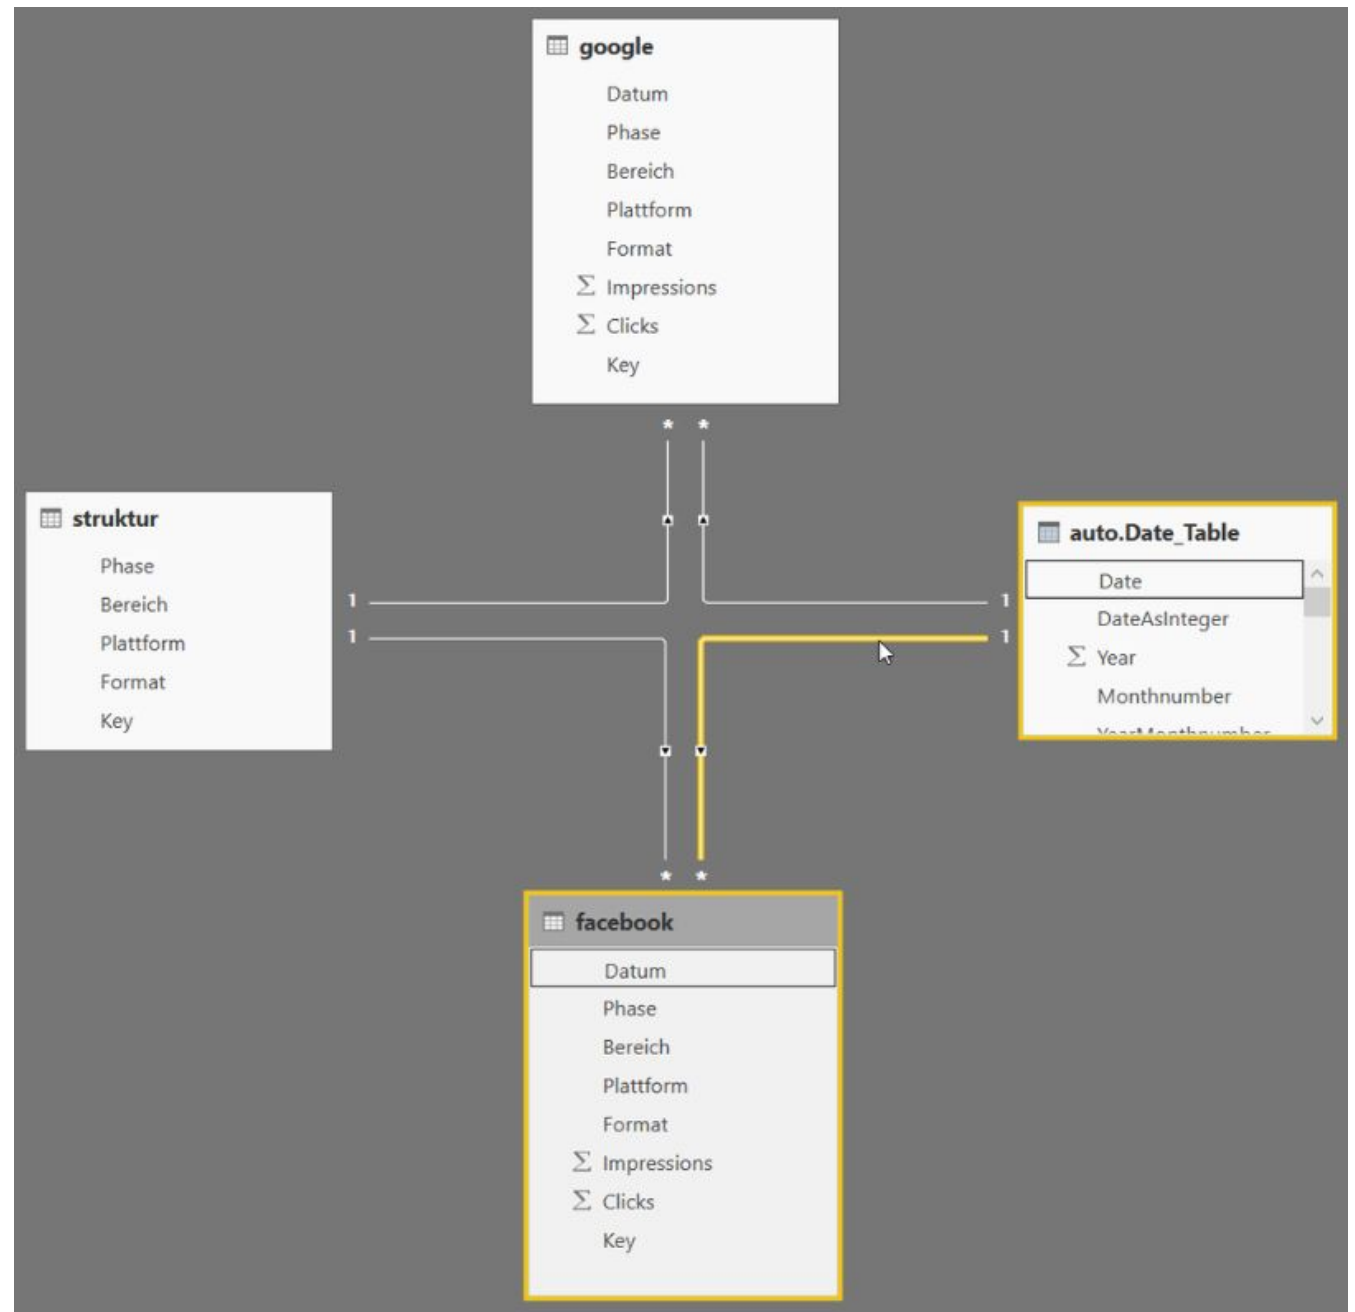 google
Datum
Phase
Bereich
Plattform
Format
Σ Impressions
Σ Clicks
Key
* *
struktur
Phase
Bereich
Plattform
Format
Key
1
1
1
1
auto.Date_Table
Date
DateAsInteger
Σ Year
Monthnumber
YearMonthnumber
* *
facebook
Datum
Phase
Bereich
Plattform
Format
Σ Impressions
Σ Clicks
Key